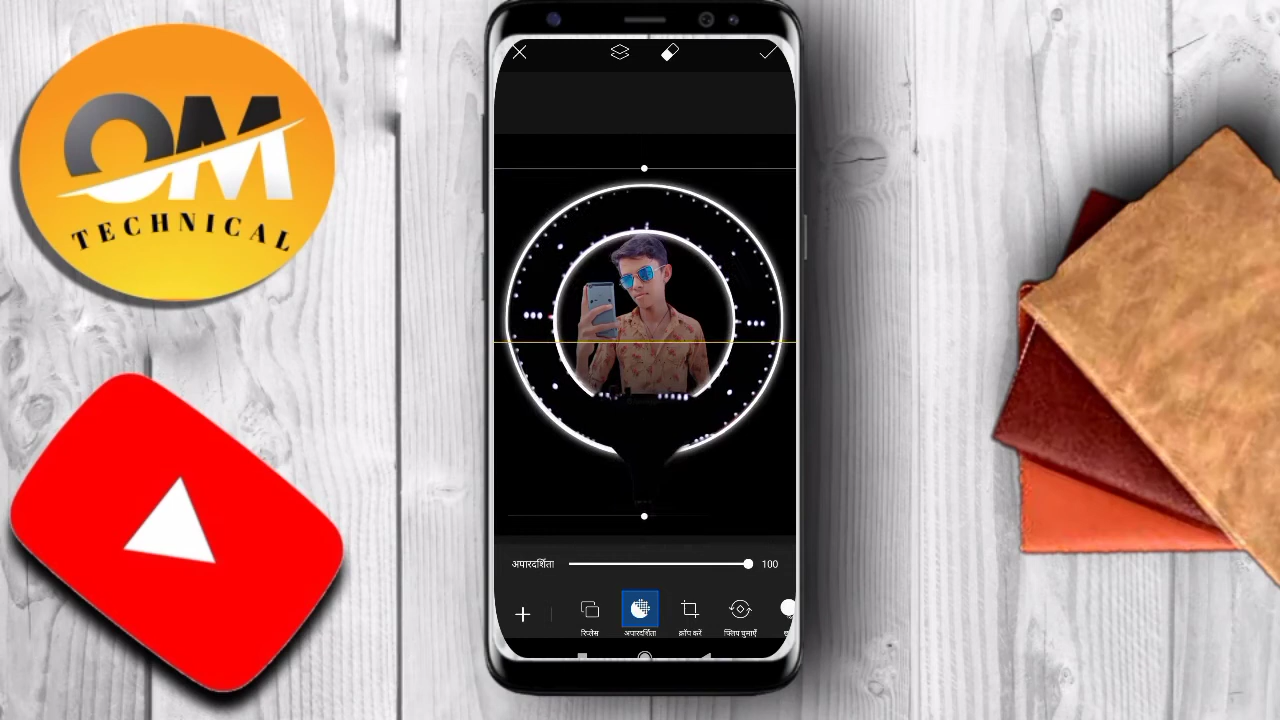 OM
TECHNICAL
अपारदर्शिता
100
रिप्लेस
अपारदर्शिता
क्रॉप करें
फ्लिप घुमाएँ